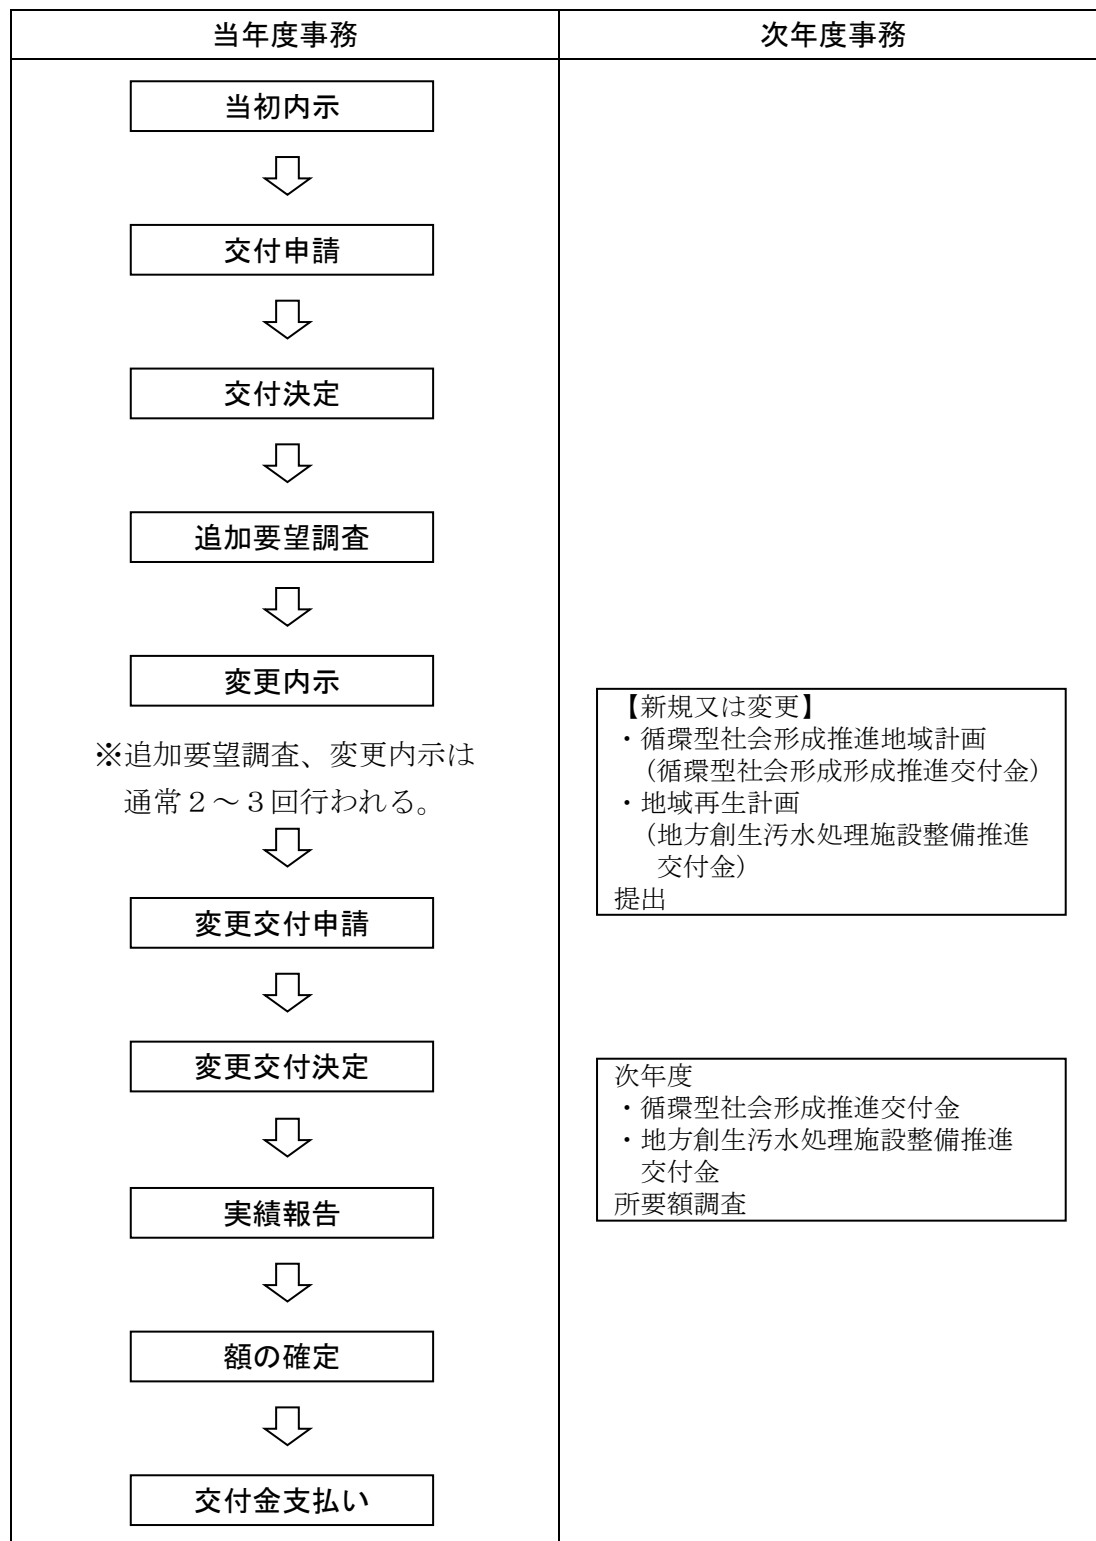 当年度事務
次年度事務
当初内示
交付申請
交付決定
追加要望調査
変更内示
※追加要望調査、変更内示は
通常２～３回行われる。
変更交付申請
変更交付決定
実績報告
額の確定
交付金支払い
【新規又は変更】
・循環型社会形成推進地域計画
（循環型社会形成形成推進交付金）
・地域再生計画
（地方創生汚水処理施設整備推進
交付金）
提出
次年度
・循環型社会形成推進交付金
・地方創生汚水処理施設整備推進
交付金
所要額調査